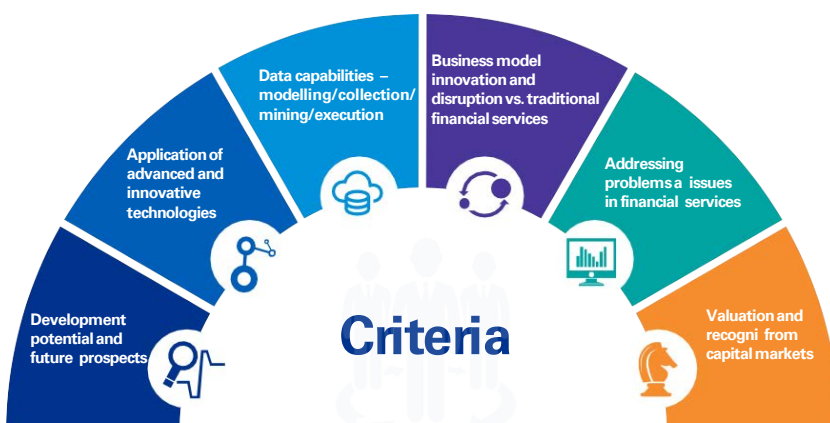 Development
potential and
future prospects
Application of
advanced and
innovative
technologies
Data capabilities –
modelling/collection/
mining/execution
Business model
innovation and
disruption vs. traditional
financial services
Addressing
problems a issues
in financial services
Valuation and
recogni from
capital markets
Criteria